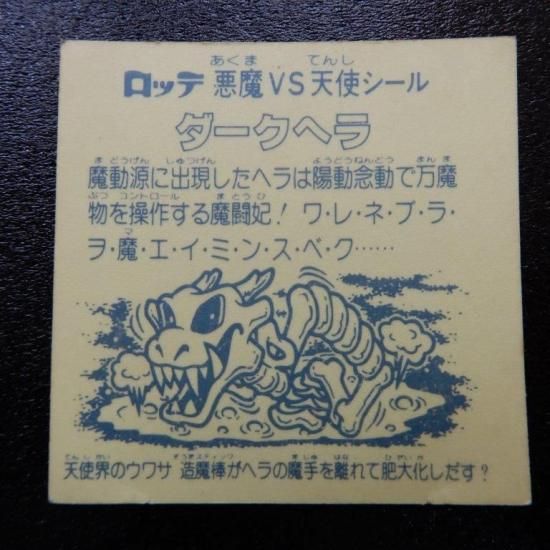 ロッテ 悪魔VS天使シール
ダークヘラ
魔動源に出現したヘラは陽動念動で万魔
物を操作する魔闘妃！ ワ・レ・ネ・ブ・ラ・
ヲ・魔・エ・イ・ミ・ン・ス・ベ・ク……
天使界のウワサ 造魔棒がヘラの魔手を離れて肥大化しだす？